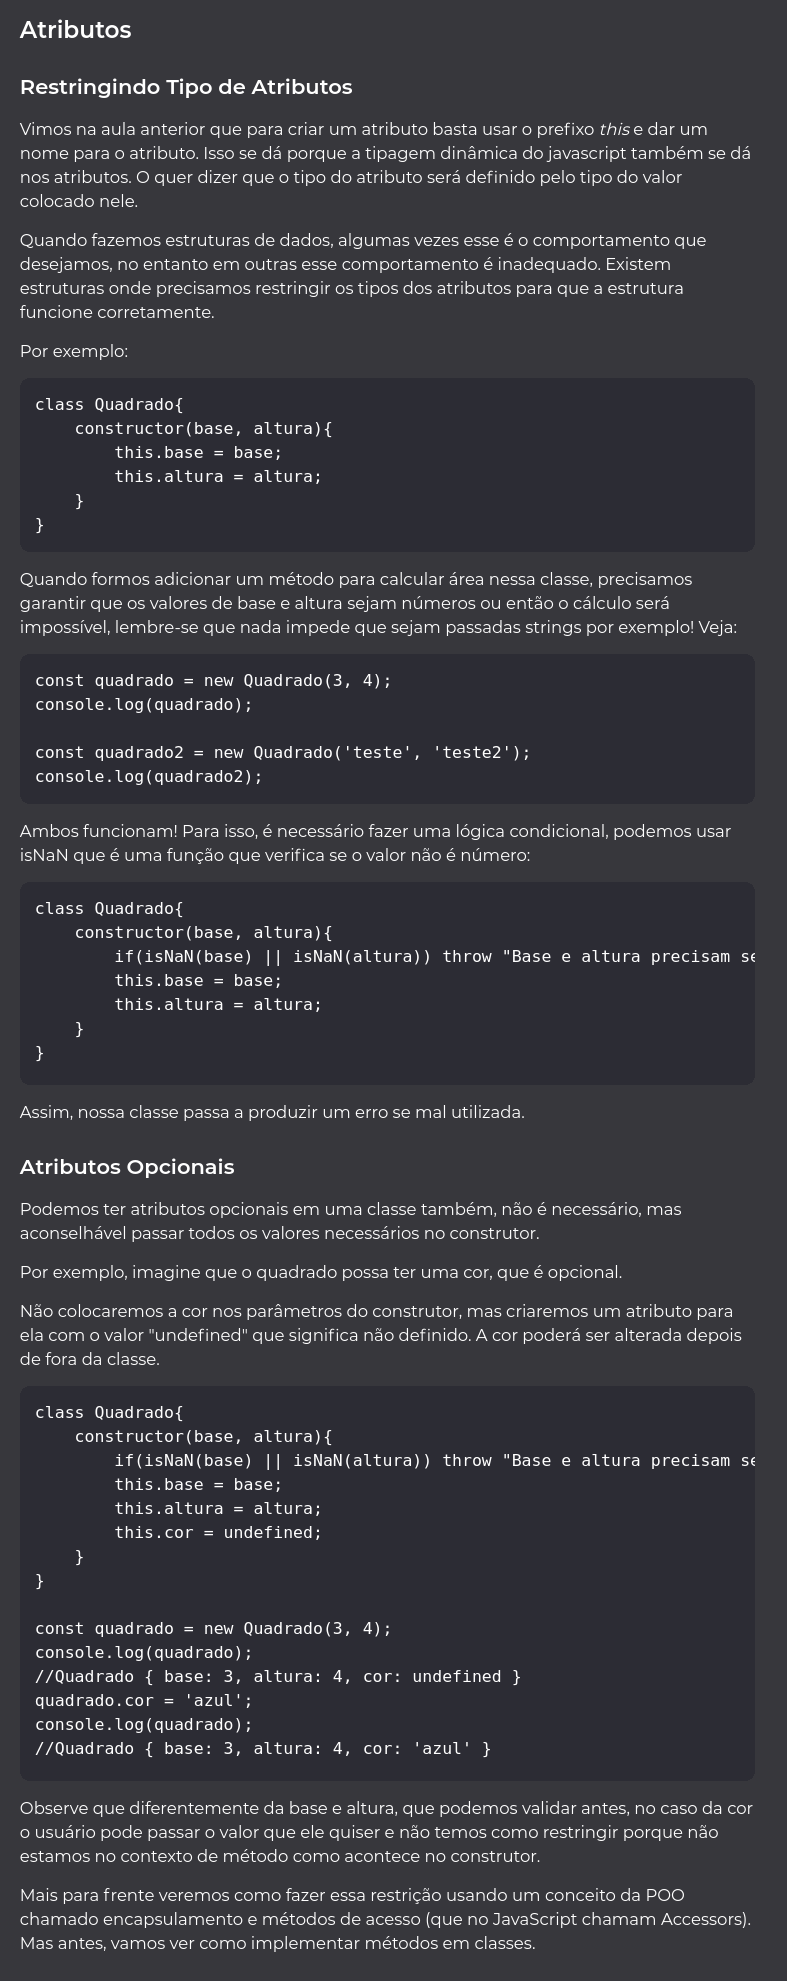 Atributos
Restringindo Tipo de Atributos
Vimos na aula anterior que para criar um atributo basta usar o prefixo this e dar um
nome para o atributo. Isso se dá porque a tipagem dinâmica do javascript também se dá
nos atributos. O quer dizer que o tipo do atributo será definido pelo tipo do valor
colocado nele.
Quando fazemos estruturas de dados, algumas vezes esse é o comportamento que
desejamos, no entanto em outras esse comportamento é inadequado. Existem
estruturas onde precisamos restringir os tipos dos atributos para que a estrutura
funcione corretamente.
Por exemplo:
class Quadrado{
    constructor(base, altura){
        this.base = base;
        this.altura = altura;
    }
}
Quando formos adicionar um método para calcular área nessa classe, precisamos
garantir que os valores de base e altura sejam números ou então o cálculo será
impossível, lembre-se que nada impede que sejam passadas strings por exemplo! Veja:
const quadrado = new Quadrado(3, 4);
console.log(quadrado);
const quadrado2 = new Quadrado('teste', 'teste2');
console.log(quadrado2);
Ambos funcionam! Para isso, é necessário fazer uma lógica condicional, podemos usar
isNaN que é uma função que verifica se o valor não é número:
class Quadrado{
    constructor(base, altura){
        if(isNaN(base) || isNaN(altura)) throw "Base e altura precisam se
        this.base = base;
        this.altura = altura;
    }
}
Assim, nossa classe passa a produzir um erro se mal utilizada.
Atributos Opcionais
Podemos ter atributos opcionais em uma classe também, não é necessário, mas
aconselhável passar todos os valores necessários no construtor.
Por exemplo, imagine que o quadrado possa ter uma cor, que é opcional.
Não colocaremos a cor nos parâmetros do construtor, mas criaremos um atributo para
ela com o valor "undefined" que significa não definido. A cor poderá ser alterada depois
de fora da classe.
class Quadrado{
    constructor(base, altura){
        if(isNaN(base) || isNaN(altura)) throw "Base e altura precisam se
        this.base = base;
        this.altura = altura;
        this.cor = undefined;
    }
}
const quadrado = new Quadrado(3, 4);
console.log(quadrado);
//Quadrado { base: 3, altura: 4, cor: undefined }
quadrado.cor = 'azul';
console.log(quadrado);
//Quadrado { base: 3, altura: 4, cor: 'azul' }
Observe que diferentemente da base e altura, que podemos validar antes, no caso da cor
o usuário pode passar o valor que ele quiser e não temos como restringir porque não
estamos no contexto de método como acontece no construtor.
Mais para frente veremos como fazer essa restrição usando um conceito da POO
chamado encapsulamento e métodos de acesso (que no JavaScript chamam Accessors).
Mas antes, vamos ver como implementar métodos em classes.